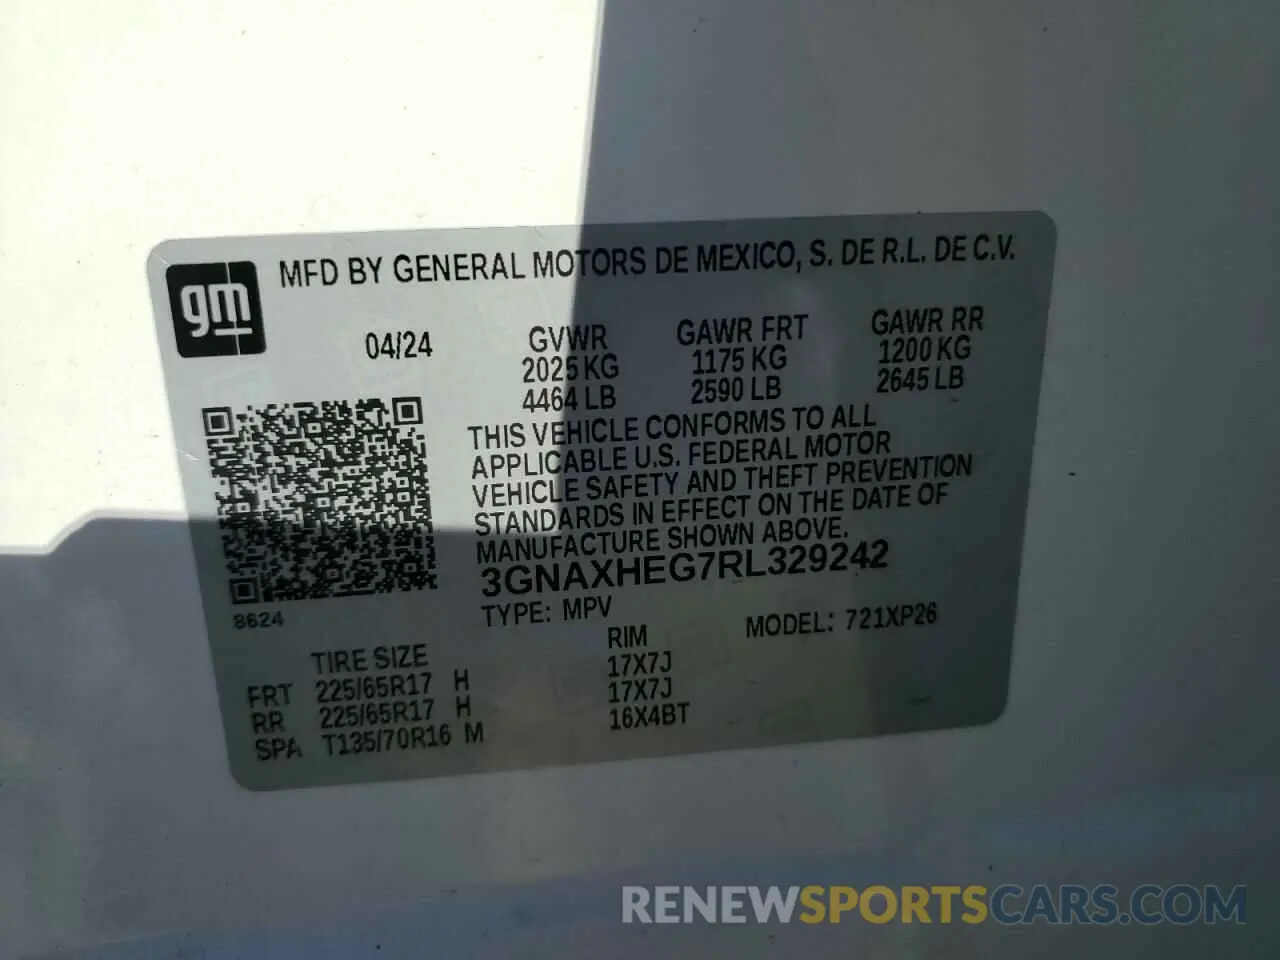 gm
MFD BY GENERAL MOTORS DE MEXICO, S. DE R.L. DE C.V.
04/24 GVWR GAWR FRT GAWR RR
2025 KG 1175 KG 1200 KG
4464 LB 2590 LB 2645 LB
THIS VEHICLE CONFORMS TO ALL
APPLICABLE U.S. FEDERAL MOTOR
VEHICLE SAFETY AND THEFT PREVENTION
STANDARDS IN EFFECT ON THE DATE OF
MANUFACTURE SHOWN ABOVE.
3GNAXHEG7RL329242
8624
TYPE: MPV MODEL: 721XP26
TIRE SIZE RIM
FRT 225/65R17 H 17X7J
RR 225/65R17 H 17X7J
SPA T135/70R16 M 16X4BT
RENEWSPORTSCARS.COM